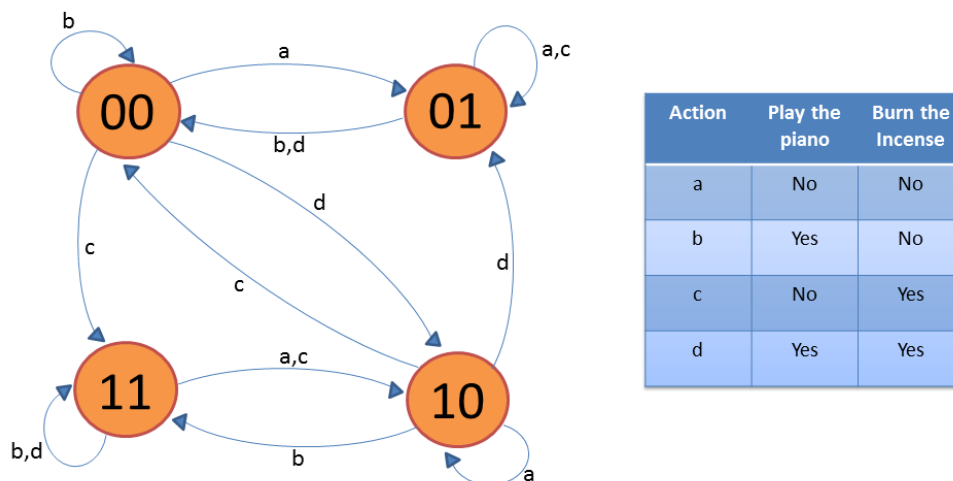 b
a
a,c
00
01
b,d
d
c
c
d
a,c
11
10
b,d
b
a
Action Play the piano Burn the Incense
a No No
b Yes No
c No Yes
d Yes Yes